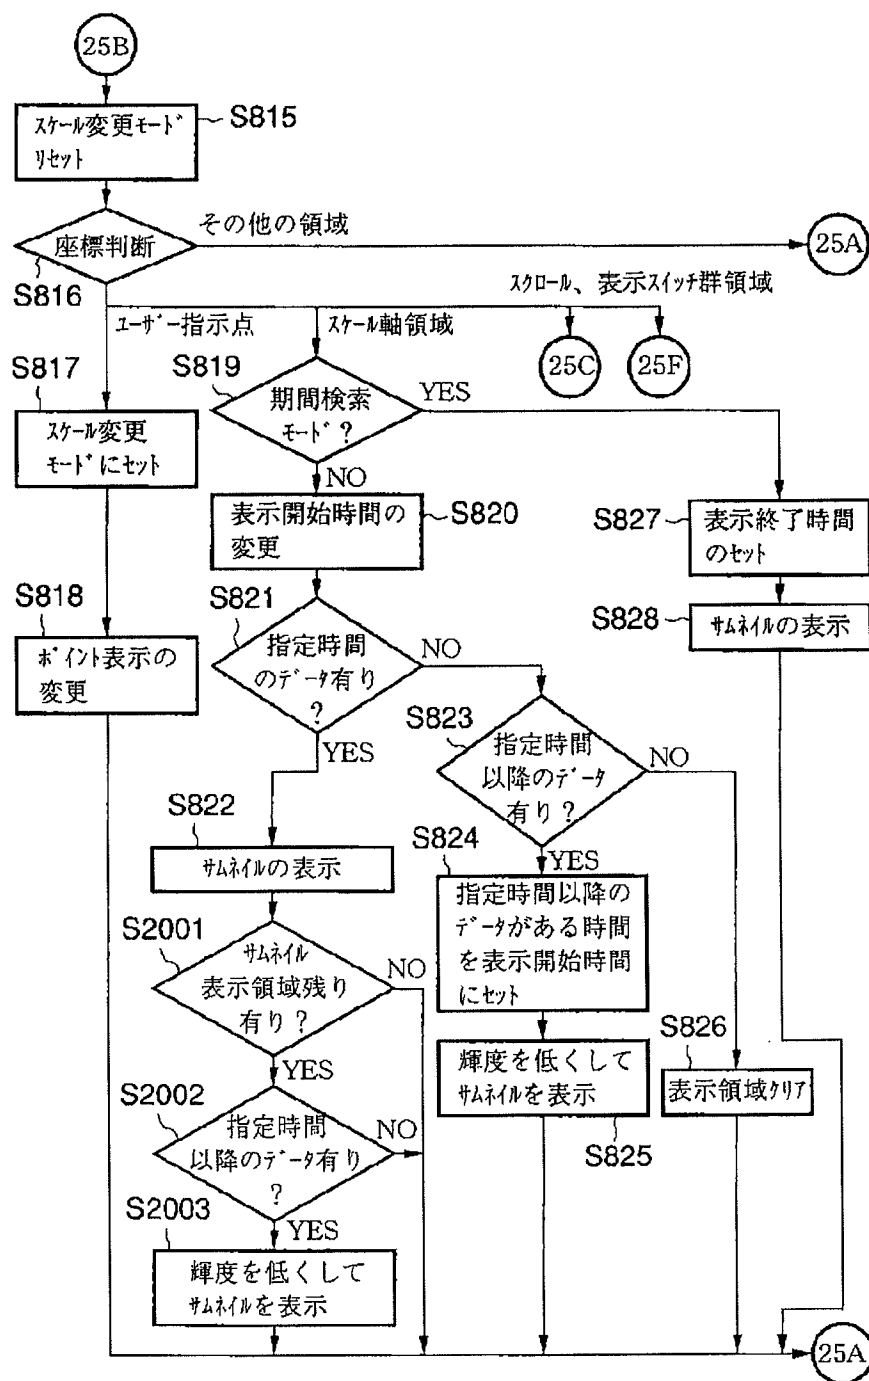 25B
S815
スケール変更モード
リセット
その他の領域
座標判断
25A
S816
スクロール、表示スイッチ群領域
ユーザー指示点
スケール軸領域
S817
S819
25C
25F
期間検索
モード?
YES
スケール変更
モードにセット
NO
表示開始時間の
変更
S820
S827
表示終了時間
のセット
S818
S821
S828
サムネイルの表示
ポイント表示の
変更
指定時間
のデータ有り
?
NO
S823
指定時間
以降のデータ
有り?
NO
YES
S822
S824
YES
サムネイルの表示
指定時間以降の
データがある時間
を表示開始時間
にセット
S2001
サムネイル
表示領域残り
有り?
NO
S826
YES
輝度を低くして
サムネイルを表示
表示領域クリア
S2002
指定時間
以降のデータ有り
?
NO
S825
S2003
YES
輝度を低くして
サムネイルを表示
25A